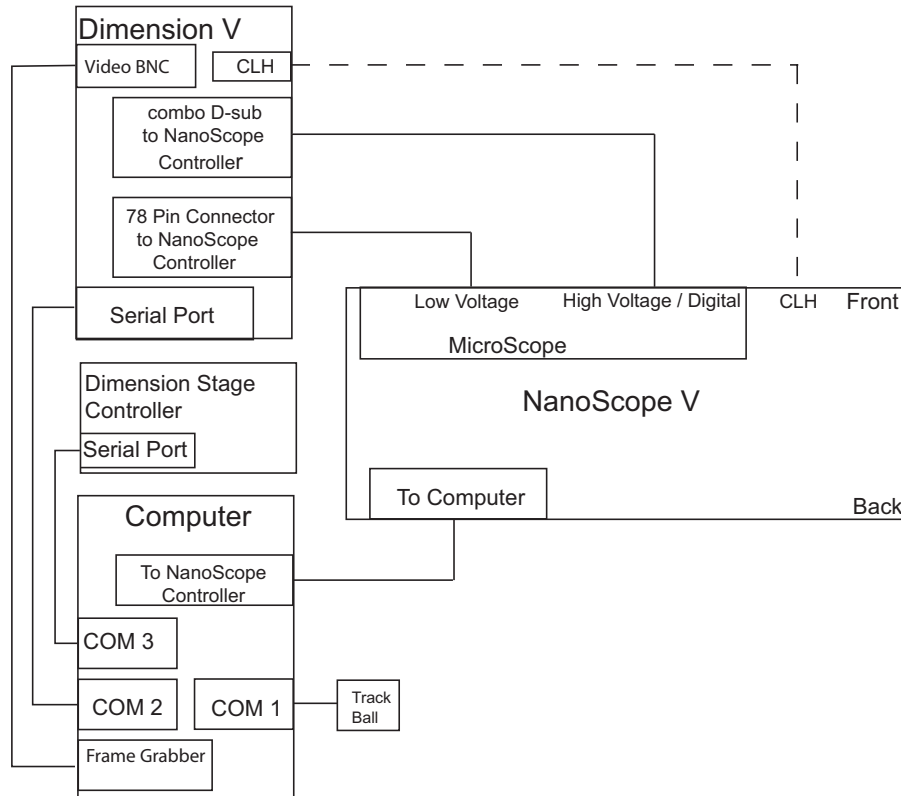 Dimension V
Video BNC
CLH
combo D-sub
to NanoScope
Controller
78 Pin Connector
to NanoScope
Controller
Serial Port
Low Voltage
High Voltage / Digital
CLH
Front
MicroScope
NanoScope V
To Computer
Back
Dimension Stage
Controller
Serial Port
Computer
To NanoScope
Controller
COM 3
COM 2
COM 1
Track
Ball
Frame Grabber